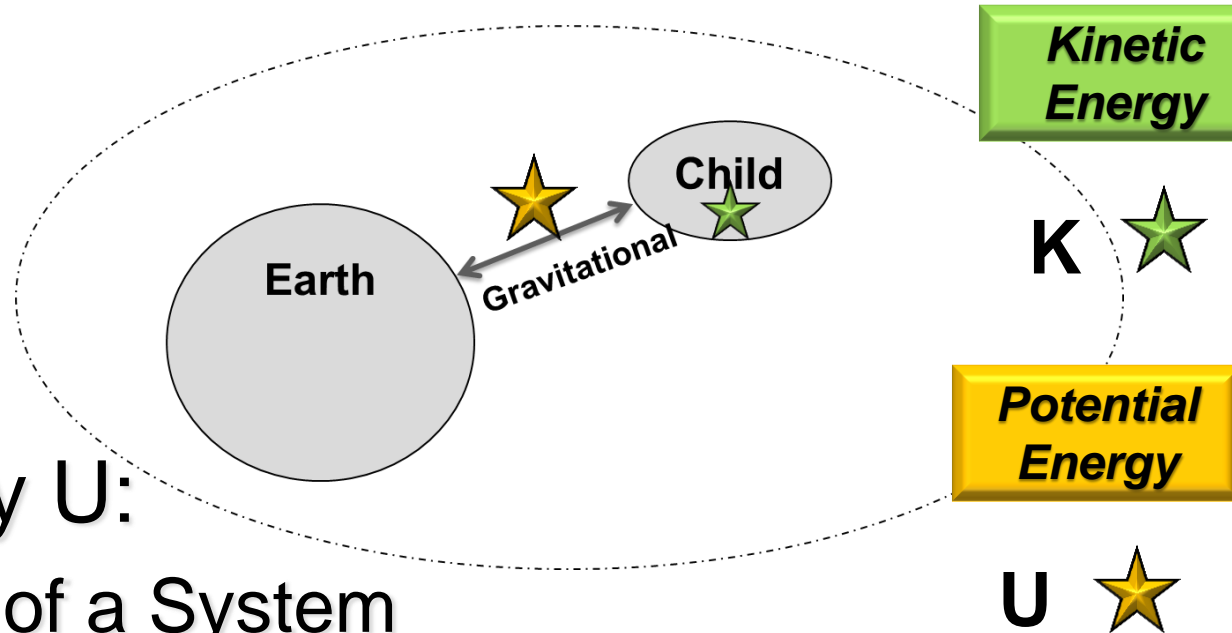 Kinetic
Energy
Child
K
Gravitational
Earth
Potential
Energy
y U:
of a System
U